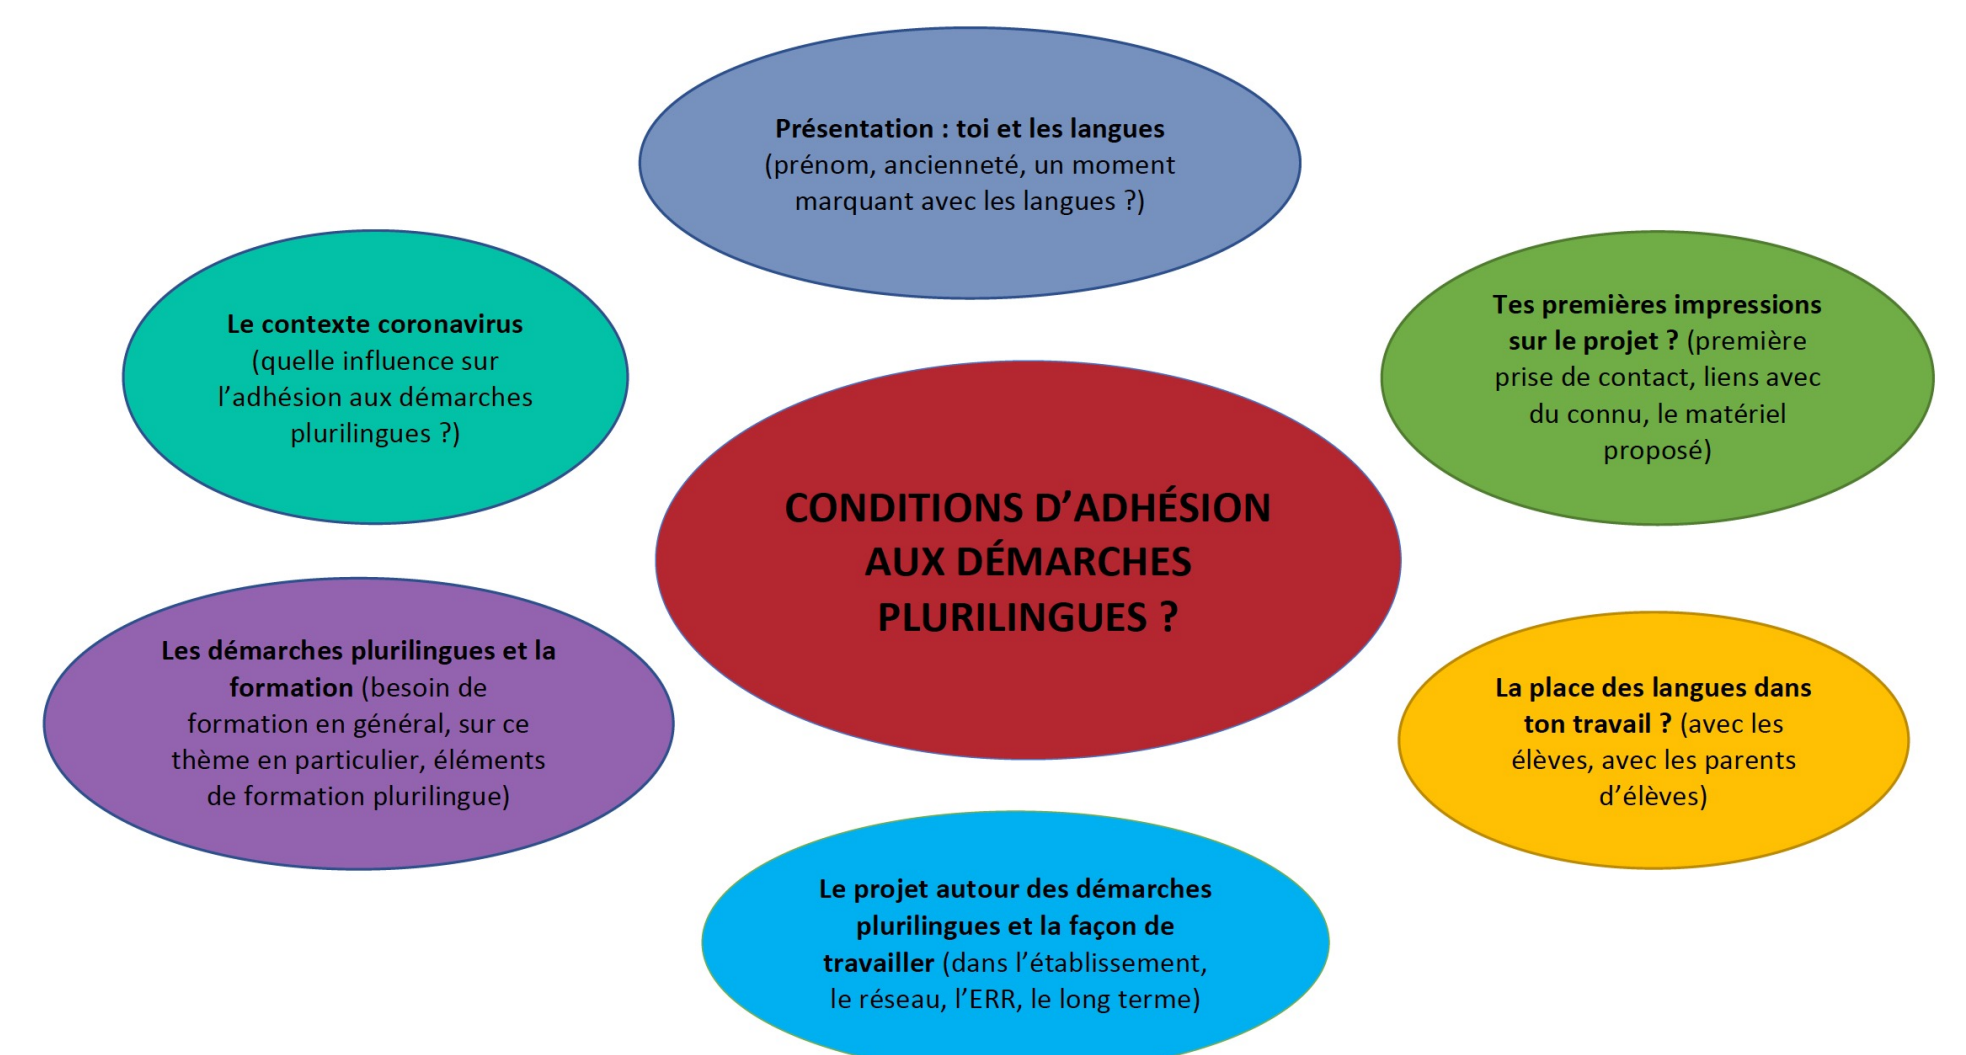 Présentation : toi et les langues
(prénom, ancienneté, un moment
marquant avec les langues ?)
Le contexte coronavirus
(quelle influence sur
l’adhésion aux démarches
plurilingues ?)
Tes premières impressions
sur le projet ? (première
prise de contact, liens avec
du connu, le matériel
proposé)
CONDITIONS D’ADHÉSION
AUX DÉMARCHES
PLURILINGUES ?
Les démarches plurilingues et la
formation (besoin de
formation en général, sur ce
thème en particulier, éléments
de formation plurilingue)
La place des langues dans
ton travail ? (avec les
élèves, avec les parents
d’élèves)
Le projet autour des démarches
plurilingues et la façon de
travailler (dans l’établissement,
le réseau, l’ERR, le long terme)